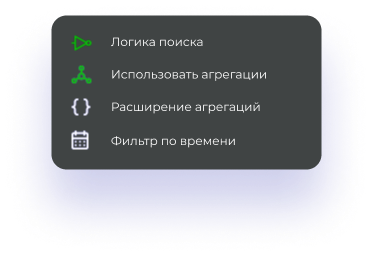 Логика поиска
Использовать агрегации
Расширение агрегаций
Фильтр по времени